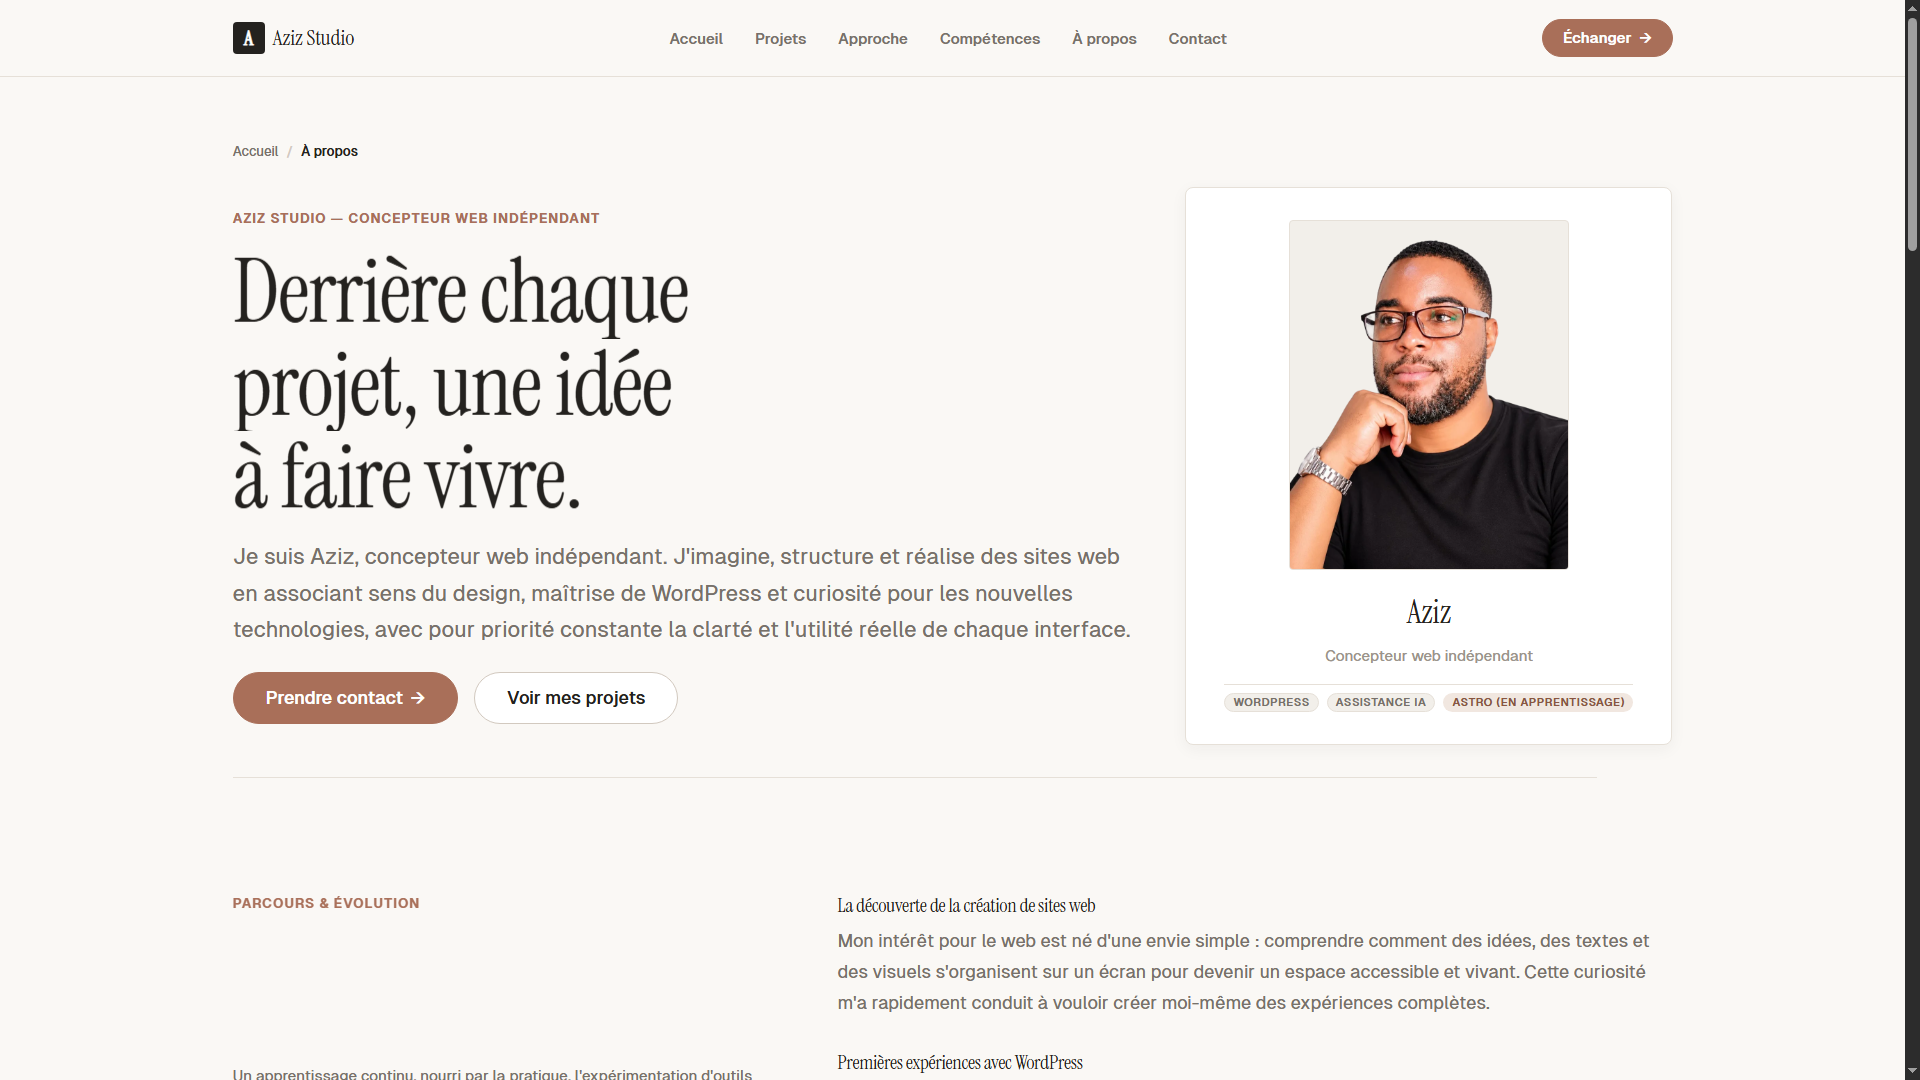 A Aziz Studio
Accueil Projets Approche Compétences À propos Contact
Échanger →
Accueil / À propos
AZIZ STUDIO — CONCEPTEUR WEB INDÉPENDANT
Derrière chaque
projet, une idée
à faire vivre.
Je suis Aziz, concepteur web indépendant. J'imagine, structure et réalise des sites web
en associant sens du design, maîtrise de WordPress et curiosité pour les nouvelles
technologies, avec pour priorité constante la clarté et l'utilité réelle de chaque interface.
Prendre contact →
Voir mes projets
Aziz
Concepteur web indépendant
WORDPRESS ASSISTANCE IA ASTRO (EN APPRENTISSAGE)
PARCOURS & ÉVOLUTION
Un apprentissage continu, nourri par la pratique, l'expérimentation d'outils
La découverte de la création de sites web
Mon intérêt pour le web est né d'une envie simple : comprendre comment des idées, des textes et
des visuels s'organisent sur un écran pour devenir un espace accessible et vivant. Cette curiosité
m'a rapidement conduit à vouloir créer moi-même des expériences complètes.
Premières expériences avec WordPress